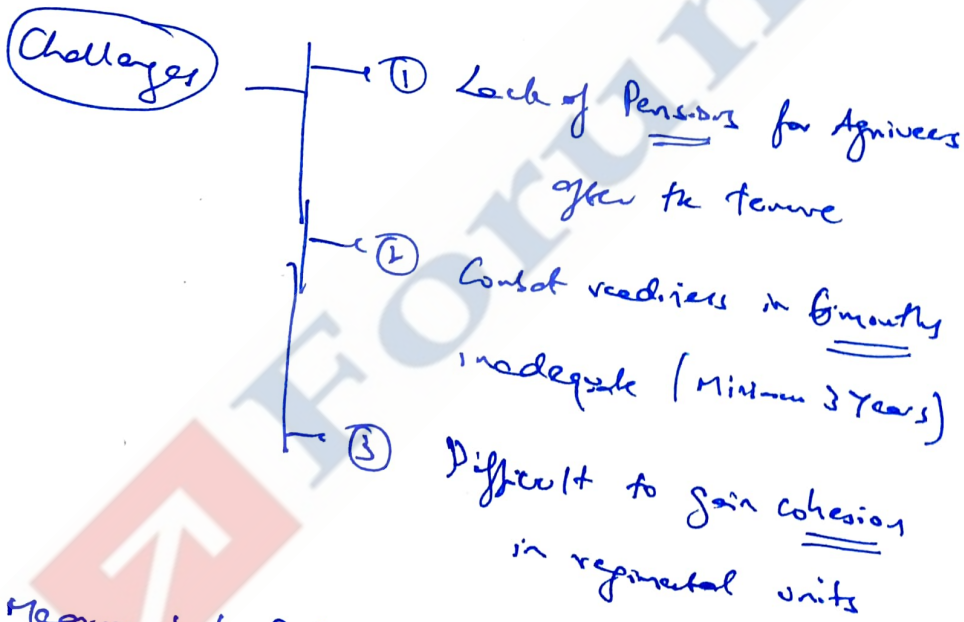 Challenges
① Lack of Pensions for Agniveers
after the tenure
② Combat readiness in 6 months
inadequate (Minimum 3 Years)
③ Difficult to gain cohesion
in regimental units
Forum